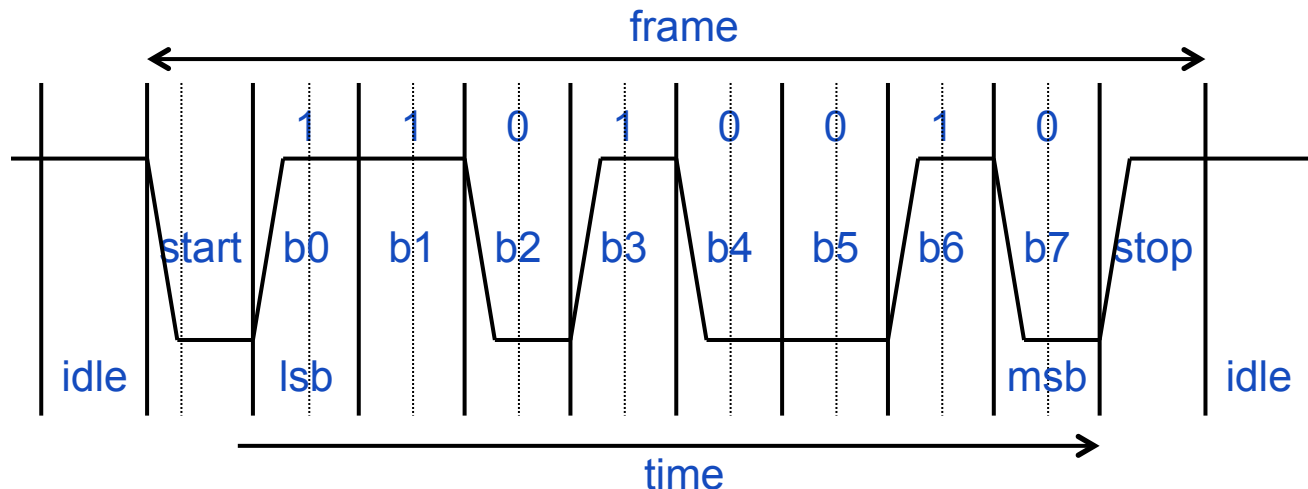 frame
1 1 0 1 0 0 1 0
start b0 b1 b2 b3 b4 b5 b6 b7 stop
idle lsb msb idle
time